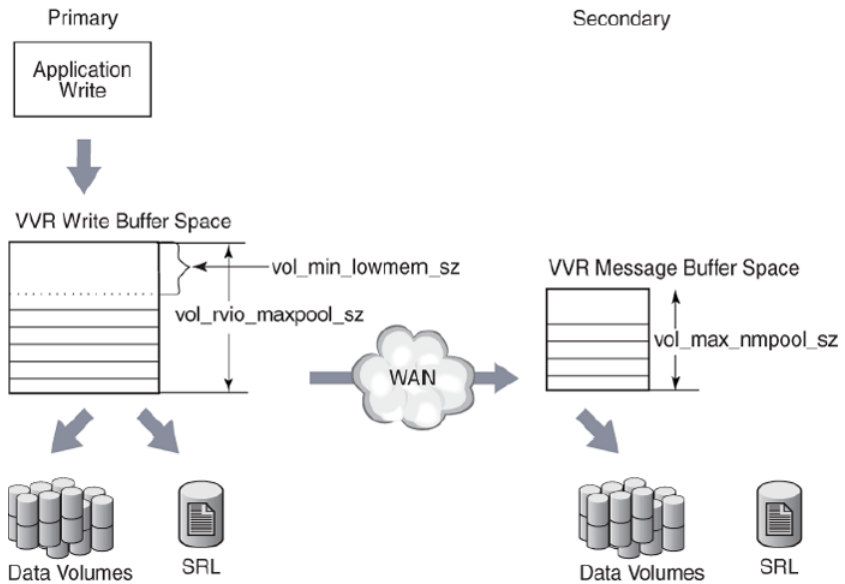 Primary
Secondary
Application
Write
VVR Write Buffer Space
vol_min_lowmem_sz
VVR Message Buffer Space
vol_rvio_maxpool_sz
vol_max_nmpool_sz
WAN
Data Volumes
SRL
Data Volumes
SRL